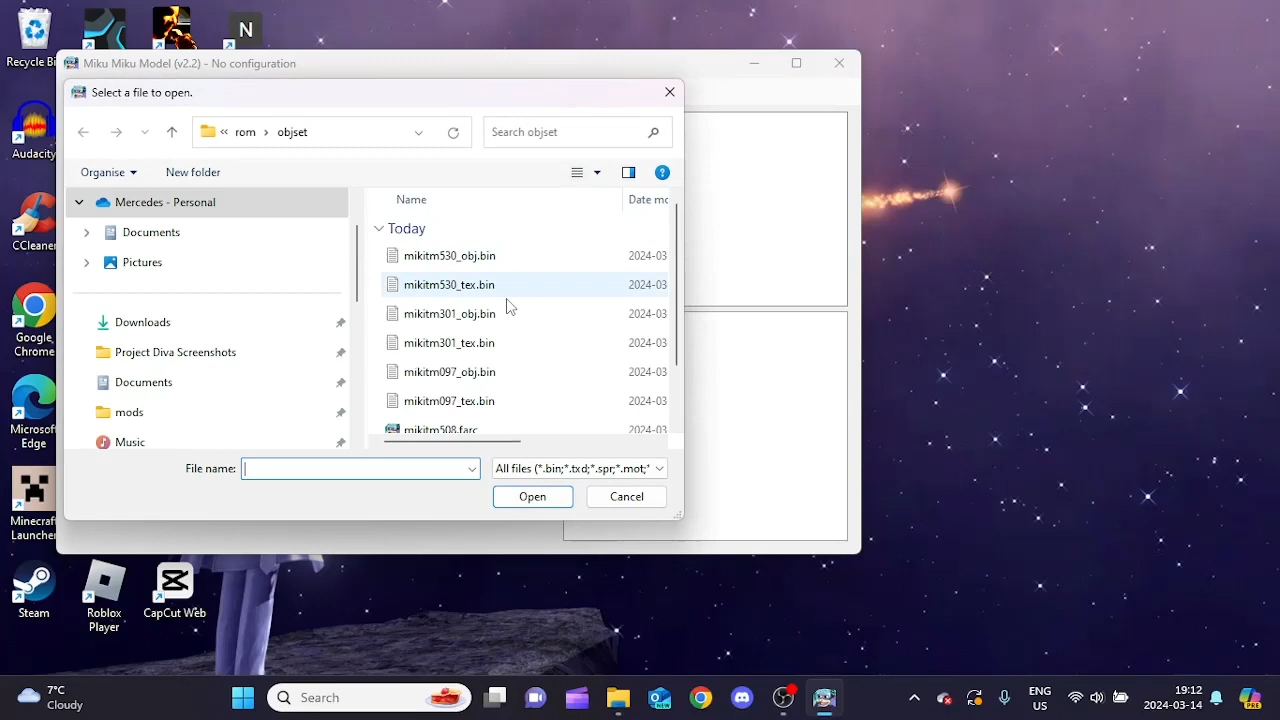 N
Recycle Bi
Miku Miku Model (v2.2) - No configuration
Select a file to open.
rom > objset
Search objset
Organise
New folder
Mercedes - Personal
Documents
Pictures
Downloads
Project Diva Screenshots
Documents
mods
Music
Name
Date mo
Today
mikitm530_obj.bin 2024-03
mikitm530_tex.bin 2024-03
mikitm301_obj.bin 2024-03
mikitm301_tex.bin 2024-03
mikitm097_obj.bin 2024-03
mikitm097_tex.bin 2024-03
mikitm508.farc 2024-03
File name:
All files (*.bin;*.txd;*.spr;*.mot;*
Open
Cancel
Audacity
CCleaner
Google
Chrome
Microsof
Edge
Minecraft
Launcher
Steam
Roblox
Player
CapCut Web
7°C
Cloudy
Search
NEW
ENG
US
2024-03-14
PRE